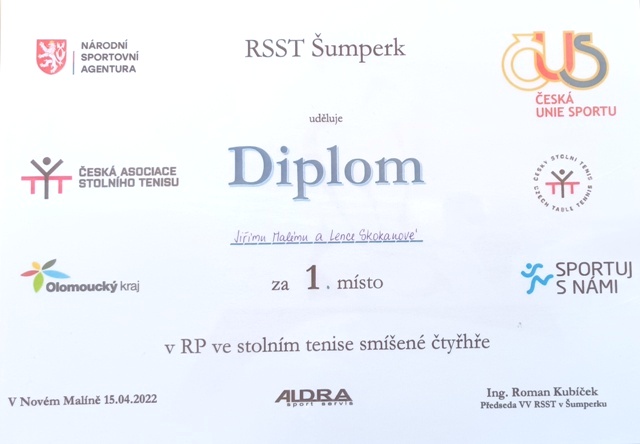 NÁRODNÍ
SPORTOVNÍ
AGENTURA
RSST Šumperk
ČUS
ČESKÁ
UNIE SPORTU
uděluje
ČESKÁ ASOCIACE
STOLNÍHO TENISU
Diplom
ČESKÝ STOLNÍ TENIS
CZECH TABLE TENNIS
Jiřímu Malému a Lence Skokanové
Olomoucký kraj
za 1. místo
SPORTUJ
S NÁMI
v RP ve stolním tenise smíšené čtyřhře
V Novém Malíně 15.04.2022
ALDRA
sport servis
Ing. Roman Kubíček
Předseda VV RSST v Šumperku